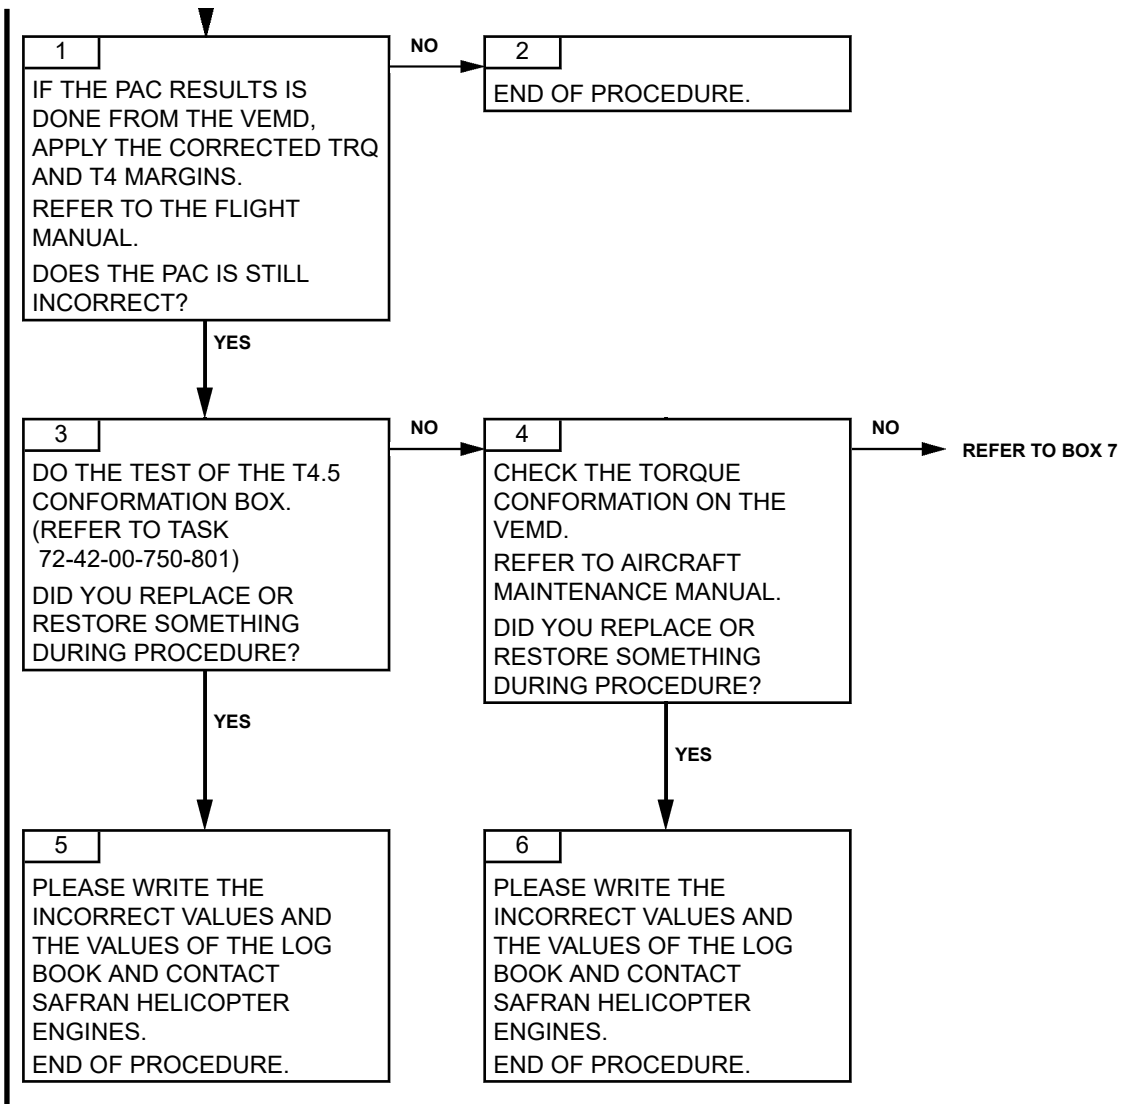 1
IF THE PAC RESULTS IS
DONE FROM THE VEMD,
APPLY THE CORRECTED TRQ
AND T4 MARGINS.
REFER TO THE FLIGHT
MANUAL.
DOES THE PAC IS STILL
INCORRECT?
NO
2
END OF PROCEDURE.
YES
3
DO THE TEST OF THE T4.5
CONFORMATION BOX.
(REFER TO TASK
72-42-00-750-801)
DID YOU REPLACE OR
RESTORE SOMETHING
DURING PROCEDURE?
NO
4
CHECK THE TORQUE
CONFORMATION ON THE
VEMD.
REFER TO AIRCRAFT
MAINTENANCE MANUAL.
DID YOU REPLACE OR
RESTORE SOMETHING
DURING PROCEDURE?
NO
REFER TO BOX 7
YES
YES
5
PLEASE WRITE THE
INCORRECT VALUES AND
THE VALUES OF THE LOG
BOOK AND CONTACT
SAFRAN HELICOPTER
ENGINES.
END OF PROCEDURE.
6
PLEASE WRITE THE
INCORRECT VALUES AND
THE VALUES OF THE LOG
BOOK AND CONTACT
SAFRAN HELICOPTER
ENGINES.
END OF PROCEDURE.